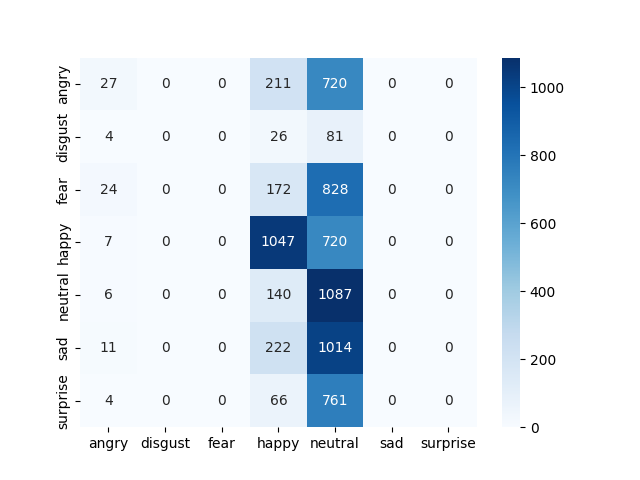 angry 27 0 0 211 720 0 0
disgust 4 0 0 26 81 0 0
fear 24 0 0 172 828 0 0
happy 7 0 0 1047 720 0 0
neutral 6 0 0 140 1087 0 0
sad 11 0 0 222 1014 0 0
surprise 4 0 0 66 761 0 0
angry disgust fear happy neutral sad surprise
1000
800
600
400
200
0